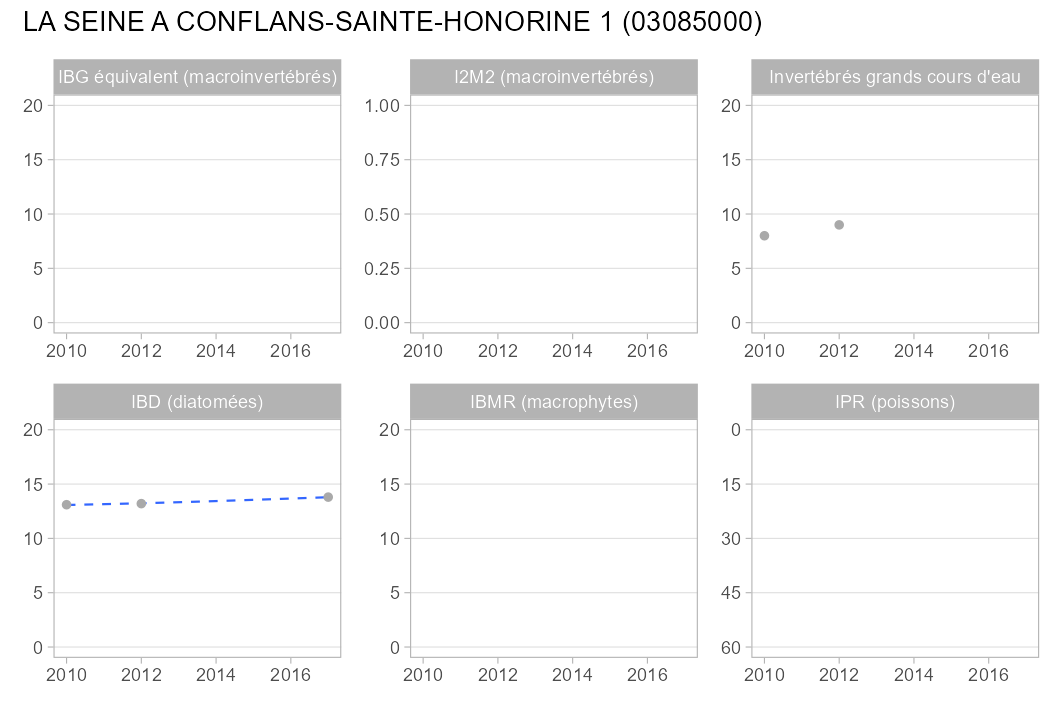 LA SEINE A CONFLANS-SAINTE-HONORINE 1 (03085000)
IBG équivalent (macroinvertébrés)
20
15
10
5
0
2010 2012 2014 2016
I2M2 (macroinvertébrés)
1.00
0.75
0.50
0.25
0.00
2010 2012 2014 2016
Invertébrés grands cours d'eau
20
15
10
5
0
2010 2012 2014 2016
IBD (diatomées)
20
15
10
5
0
2010 2012 2014 2016
IBMR (macrophytes)
20
15
10
5
0
2010 2012 2014 2016
IPR (poissons)
0
15
30
45
60
2010 2012 2014 2016